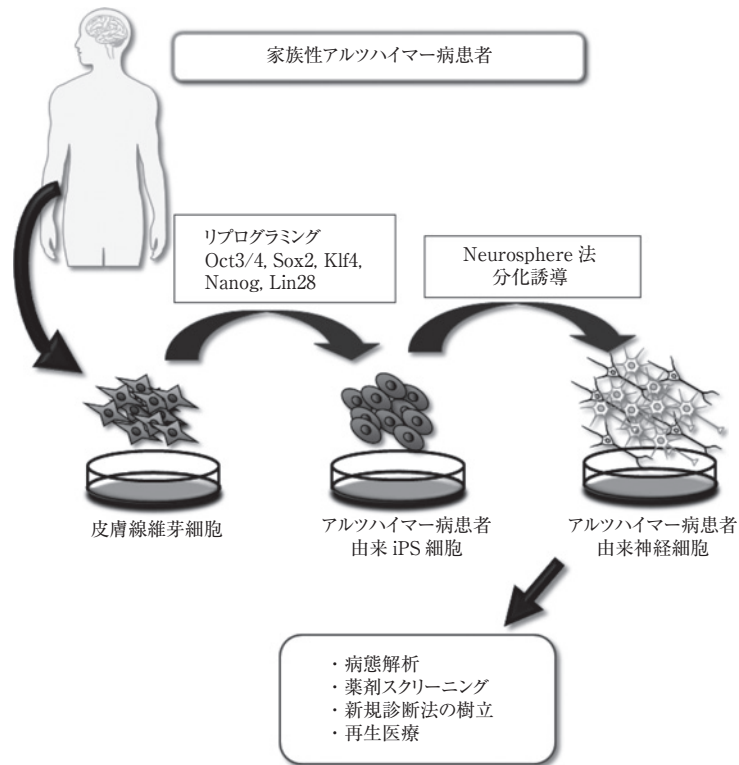 家族性アルツハイマー病患者
リプログラミング
Oct3/4, Sox2, Klf4,
Nanog, Lin28
Neurosphere 法
分化誘導
皮膚線維芽細胞
アルツハイマー病患者
由来 iPS 細胞
アルツハイマー病患者
由来神経細胞
・病態解析
・薬剤スクリーニング
・新規診断法の樹立
・再生医療